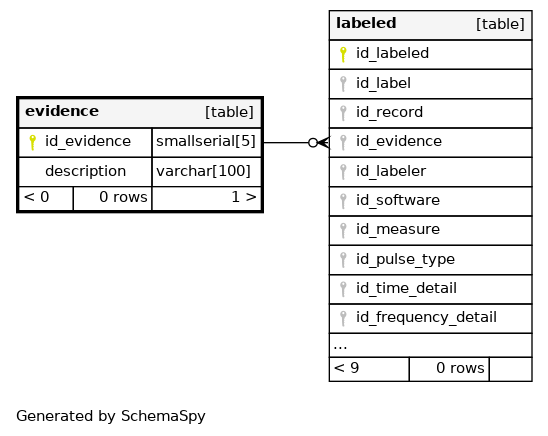 evidence [table]
id_evidence smallserial[5]
description varchar[100]
< 0 0 rows 1 >
labeled [table]
id_labeled
id_label
id_record
id_evidence
id_labeler
id_software
id_measure
id_pulse_type
id_time_detail
id_frequency_detail
...
< 9 0 rows
Generated by SchemaSpy